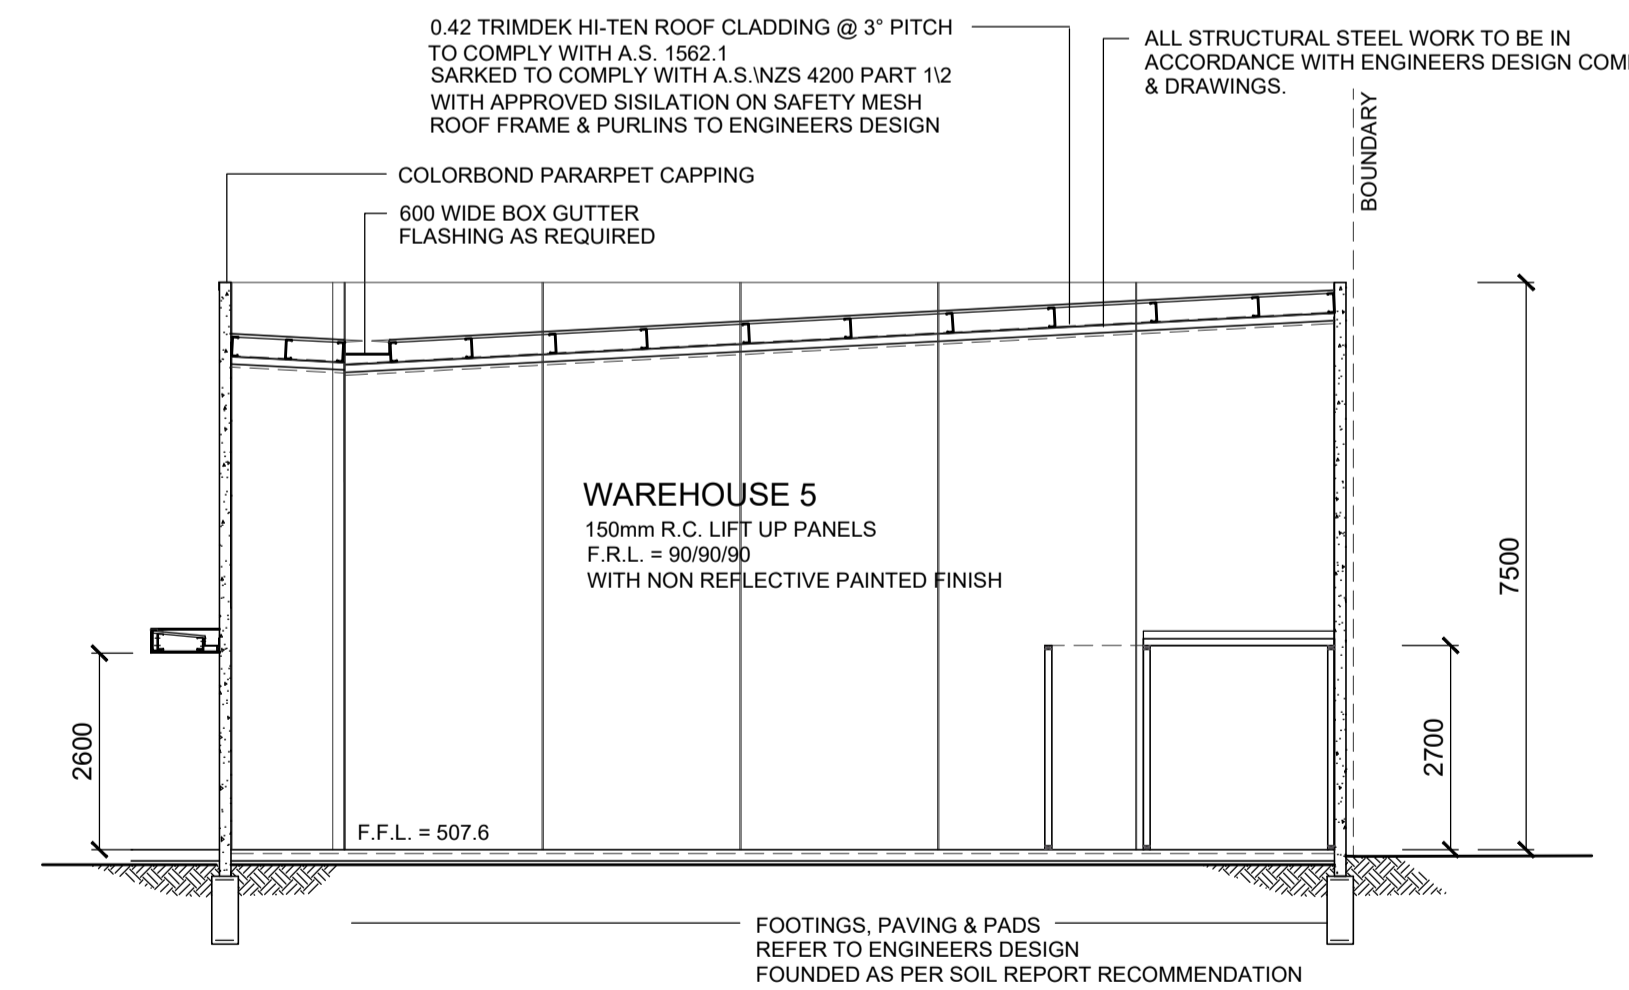 0.42 TRIMDEK HI-TEN ROOF CLADDING @ 3° PITCH
TO COMPLY WITH A.S. 1562.1
SARKED TO COMPLY WITH A.S.\NZS 4200 PART 1\2
WITH APPROVED SISILATION ON SAFETY MESH
ROOF FRAME & PURLINS TO ENGINEERS DESIGN
ALL STRUCTURAL STEEL WORK TO BE IN
ACCORDANCE WITH ENGINEERS DESIGN COM
& DRAWINGS.
BOUNDARY
COLORBOND PARARPET CAPPING
600 WIDE BOX GUTTER
FLASHING AS REQUIRED
WAREHOUSE 5
150mm R.C. LIFT UP PANELS
F.R.L. = 90/90/90
WITH NON REFLECTIVE PAINTED FINISH
7500
2600
2700
F.F.L. = 507.6
FOOTINGS, PAVING & PADS
REFER TO ENGINEERS DESIGN
FOUNDED AS PER SOIL REPORT RECOMMENDATION